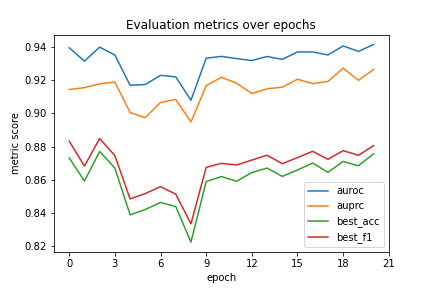 Evaluation metrics over epochs
metric score
0.94
0.92
0.90
0.88
0.86
0.84
0.82
auroc
auprc
best_acc
best_f1
0 3 6 9 12 15 18 21
epoch